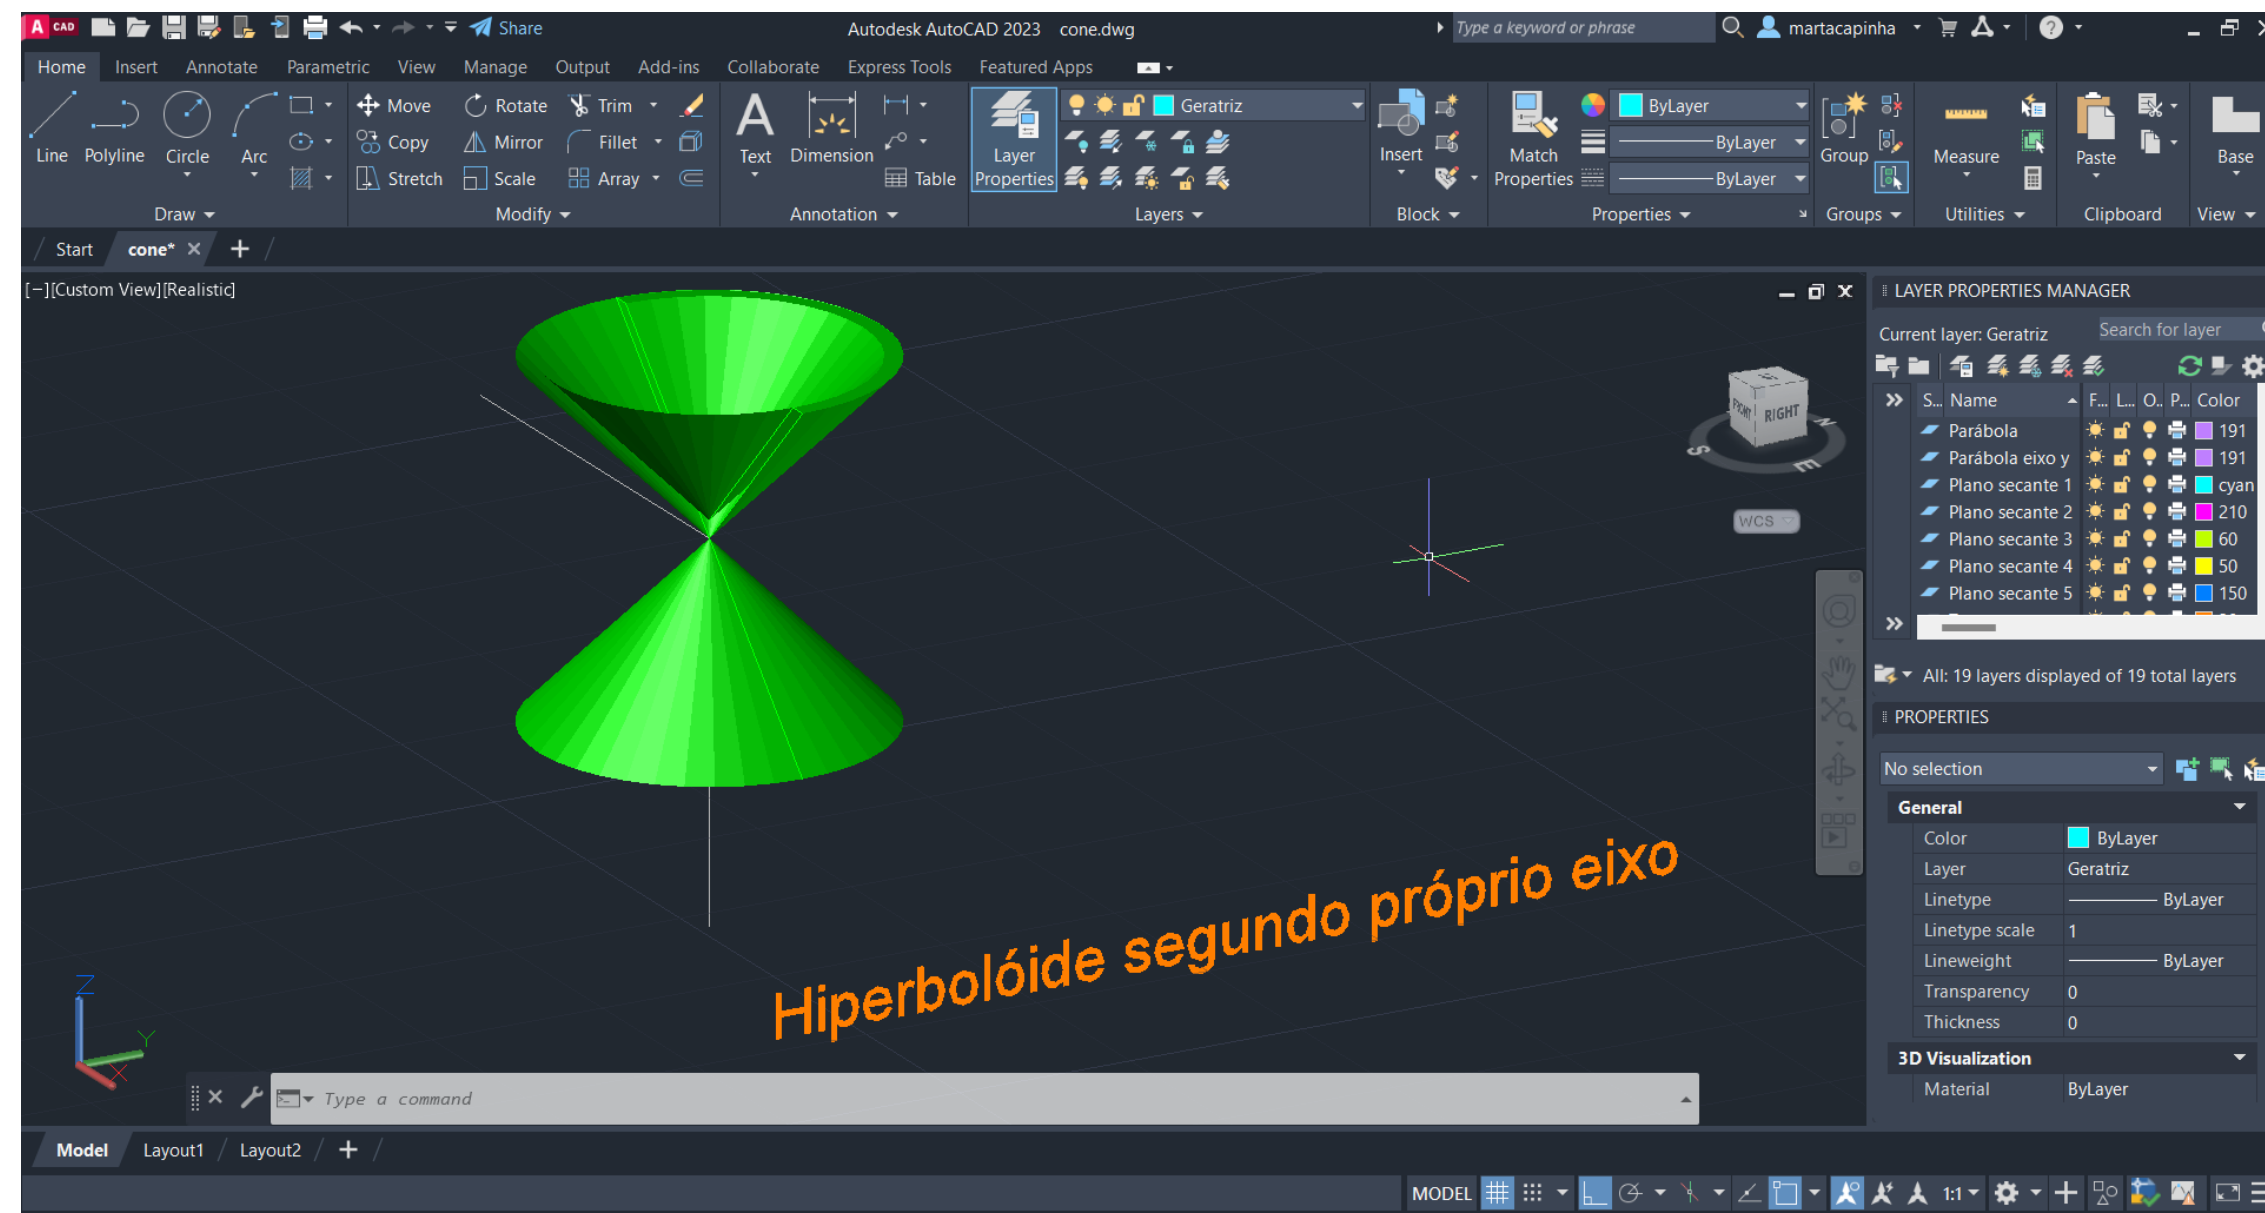 A CAD Share Autodesk AutoCAD 2023 cone.dwg Type a keyword or phrase martacapinha
Home Insert Annotate Parametric View Manage Output Add-ins Collaborate Express Tools Featured Apps
Line Polyline Circle Arc
Move Rotate Trim
Copy Mirror Fillet
Stretch Scale Array
Text Dimension Table
Layer Properties
Geratriz
Insert
Match Properties
ByLayer
ByLayer
ByLayer
Group
Measure
Paste
Base
Draw Modify Annotation Layers Block Properties Groups Utilities Clipboard View
Start cone* +
[−][Custom View][Realistic]
FRONT RIGHT
S E N
WCS
Hiperbolóide segundo próprio eixo
Z
Y
X
Type a command
LAYER PROPERTIES MANAGER
Current layer: Geratriz Search for layer
S... Name F... L... O.. P... Color
Parábola 191
Parábola eixo y 191
Plano secante 1 cyan
Plano secante 2 210
Plano secante 3 60
Plano secante 4 50
Plano secante 5 150
All: 19 layers displayed of 19 total layers
PROPERTIES
No selection
General
Color ByLayer
Layer Geratriz
Linetype ByLayer
Linetype scale 1
Lineweight ByLayer
Transparency 0
Thickness 0
3D Visualization
Material ByLayer
Model Layout1 Layout2 +
MODEL 1:1